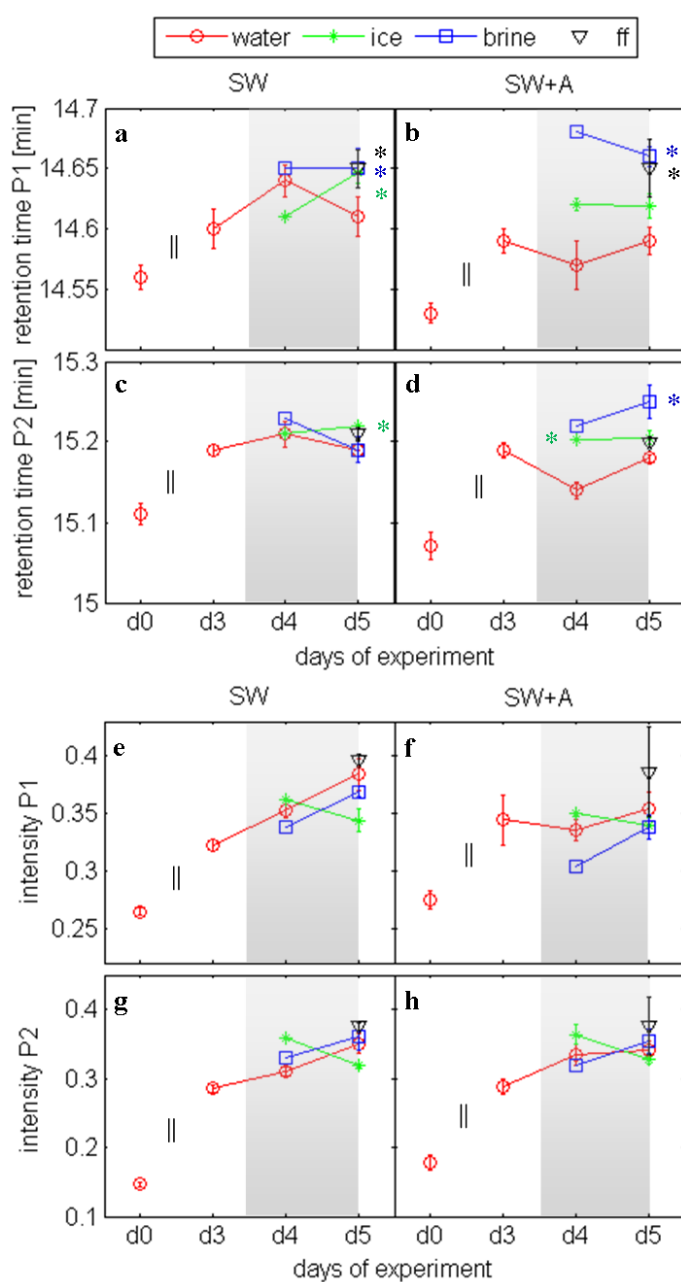 water ice brine ff
SW SW+A
retention time P1 [min]
14.7
14.65
14.6
14.55
a * * *
b * *
retention time P2 [min]
15.3
15.2
15.1
15
c *
d * *
d0 d3 d4 d5 d0 d3 d4 d5
days of experiment
SW SW+A
intensity P1
0.4
0.35
0.3
0.25
e
f
intensity P2
0.4
0.3
0.2
0.1
g
h
d0 d3 d4 d5 d0 d3 d4 d5
days of experiment